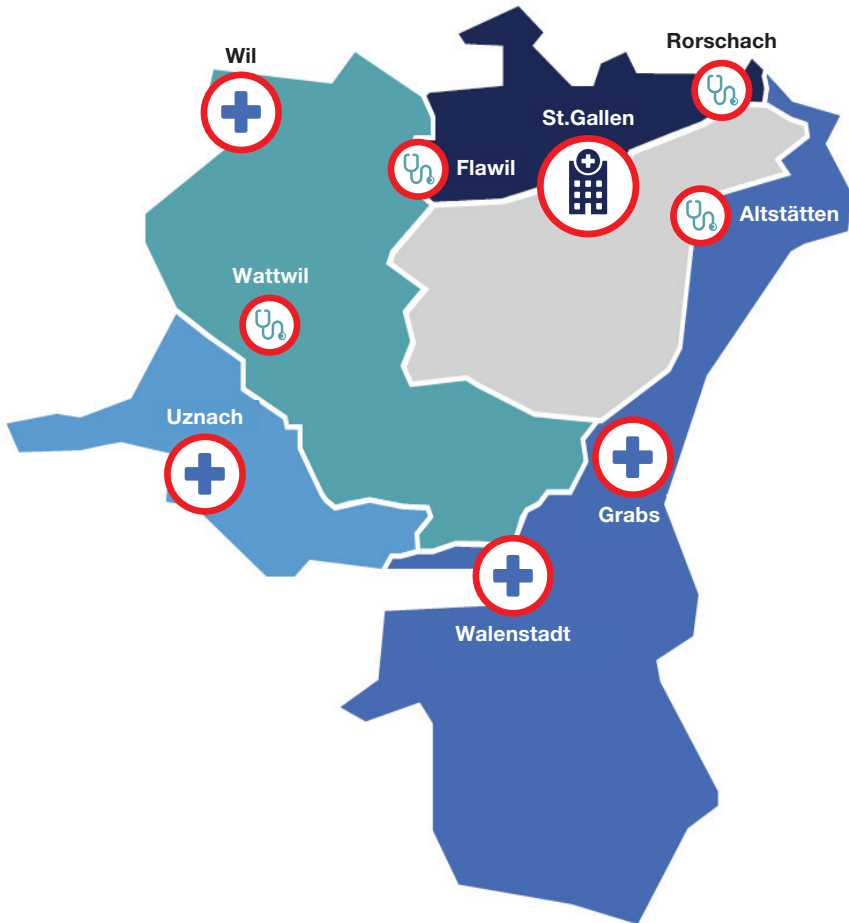 Rorschach
Wil
St.Gallen
Flawil
Altstätten
Wattwil
Uznach
Grabs
Walenstadt